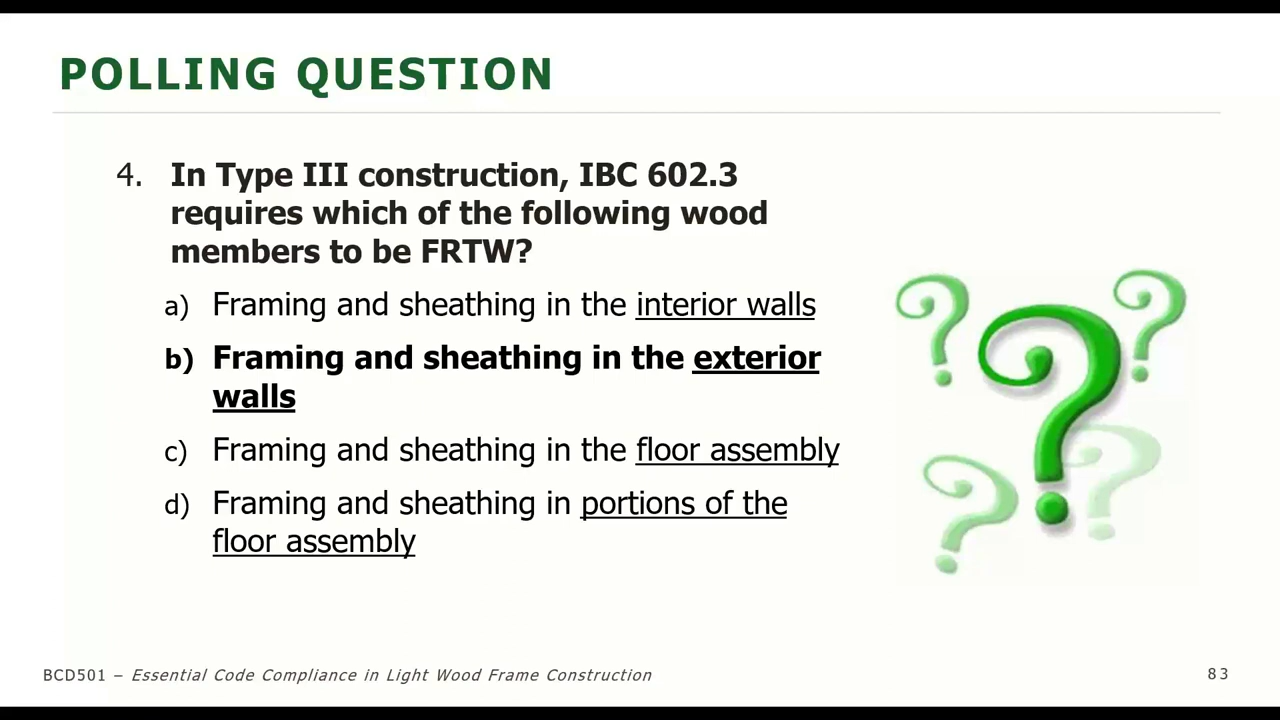 POLLING QUESTION
4. In Type III construction, IBC 602.3
requires which of the following wood
members to be FRTW?
a) Framing and sheathing in the interior walls
b) Framing and sheathing in the exterior
walls
c) Framing and sheathing in the floor assembly
d) Framing and sheathing in portions of the
floor assembly
BCD501 – Essential Code Compliance in Light Wood Frame Construction
83